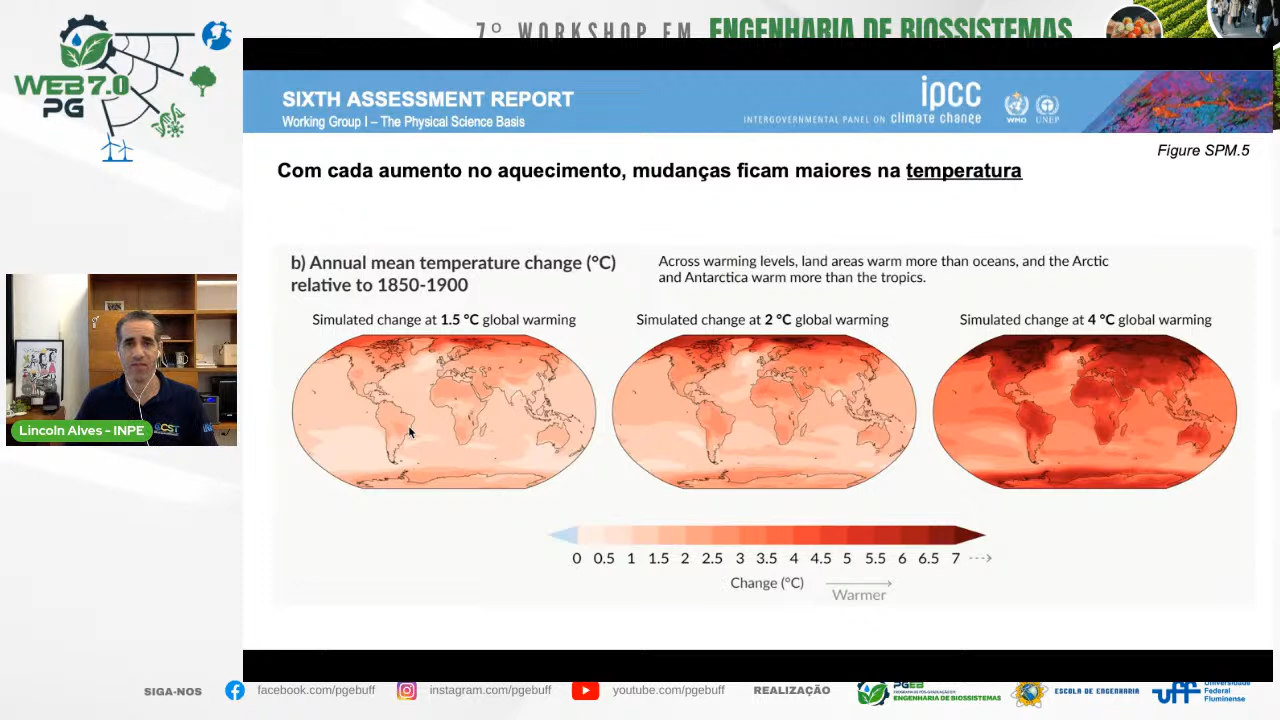 7º WORKSHOP EM ENGENHARIA DE BIOSSISTEMAS
WEB 7.0
PG
SIXTH ASSESSMENT REPORT
Working Group I – The Physical Science Basis
ipcc
INTERGOVERNMENTAL PANEL ON climate change
WMO UNEP
Figure SPM.5
Com cada aumento no aquecimento, mudanças ficam maiores na temperatura
b) Annual mean temperature change (°C)
relative to 1850-1900
Across warming levels, land areas warm more than oceans, and the Arctic
and Antarctica warm more than the tropics.
Simulated change at 1.5 °C global warming
Simulated change at 2 °C global warming
Simulated change at 4 °C global warming
0 0.5 1 1.5 2 2.5 3 3.5 4 4.5 5 5.5 6 6.5 7
Change (°C)
Warmer
CST
Lincoln Alves - INPE
SIGA-NOS
facebook.com/pgebuff
instagram.com/pgebuff
youtube.com/pgebuff
REALIZAÇÃO
PGEB
ENGENHARIA DE BIOSSISTEMAS
ESCOLA DE ENGENHARIA
uff
Universidade
Federal
Fluminense